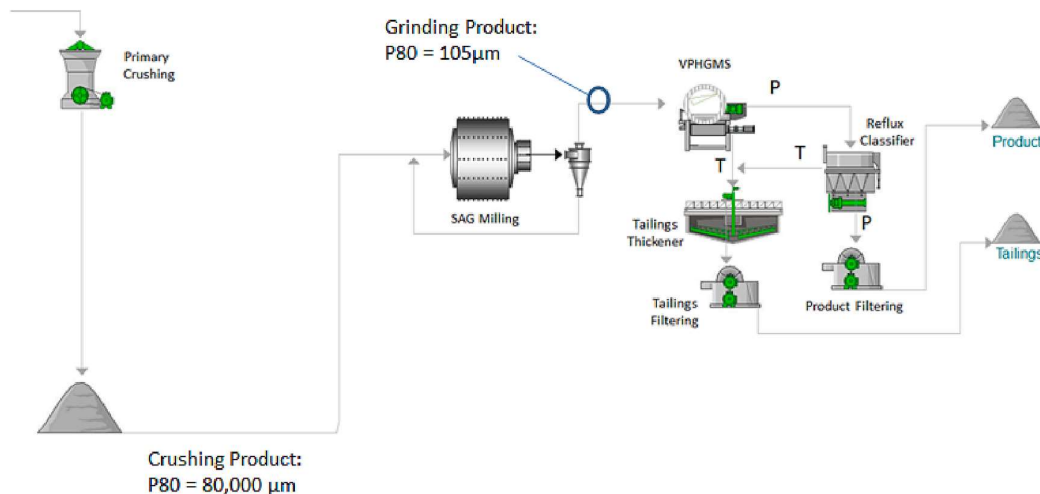 Grinding Product:
P80 = 105µm
Primary
Crushing
VPHGMS
P
Reflux
Classifier
Product
T
T
SAG Milling
Tailings
Thickener
P
Tailings
Tailings
Filtering
Product Filtering
Crushing Product:
P80 = 80,000 µm